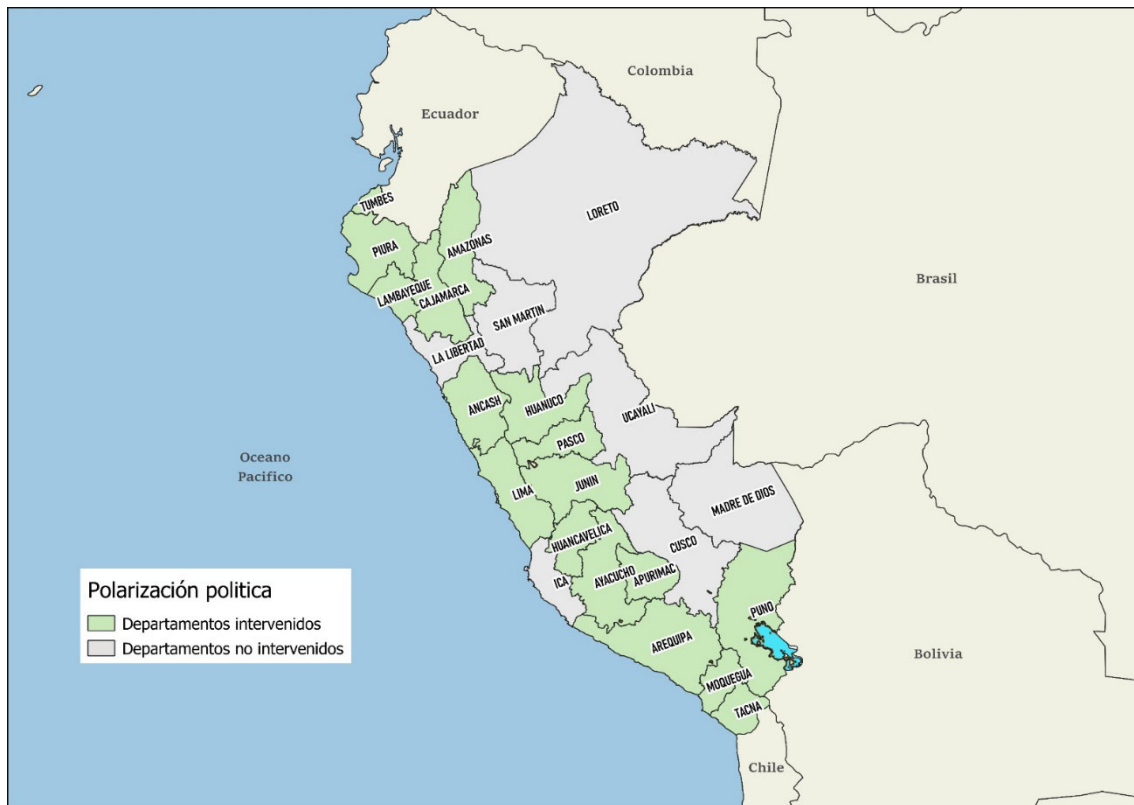 Colombia
Ecuador
TUMBES
LORETO
PIURA
AMAZONAS
Brasil
LAMBAYEQUE
CAJAMARCA
SAN MARTIN
LA LIBERTAD
ANCASH
HUANUCO
UCAYALI
PASCO
Oceano
Pacifico
LIMA
JUNIN
MADRE DE DIOS
HUANCAVELICA
CUSCO
ICA
AYACUCHO
APURIMAC
PUNO
Polarización politica
Departamentos intervenidos
Departamentos no intervenidos
AREQUIPA
Bolivia
MOQUEGUA
TACNA
Chile